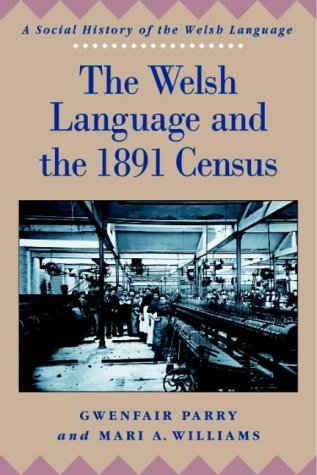 A Social History of the Welsh Language
The Welsh
Language and
the 1891 Census
GWENFAIR PARRY
and MARI A. WILLIAMS